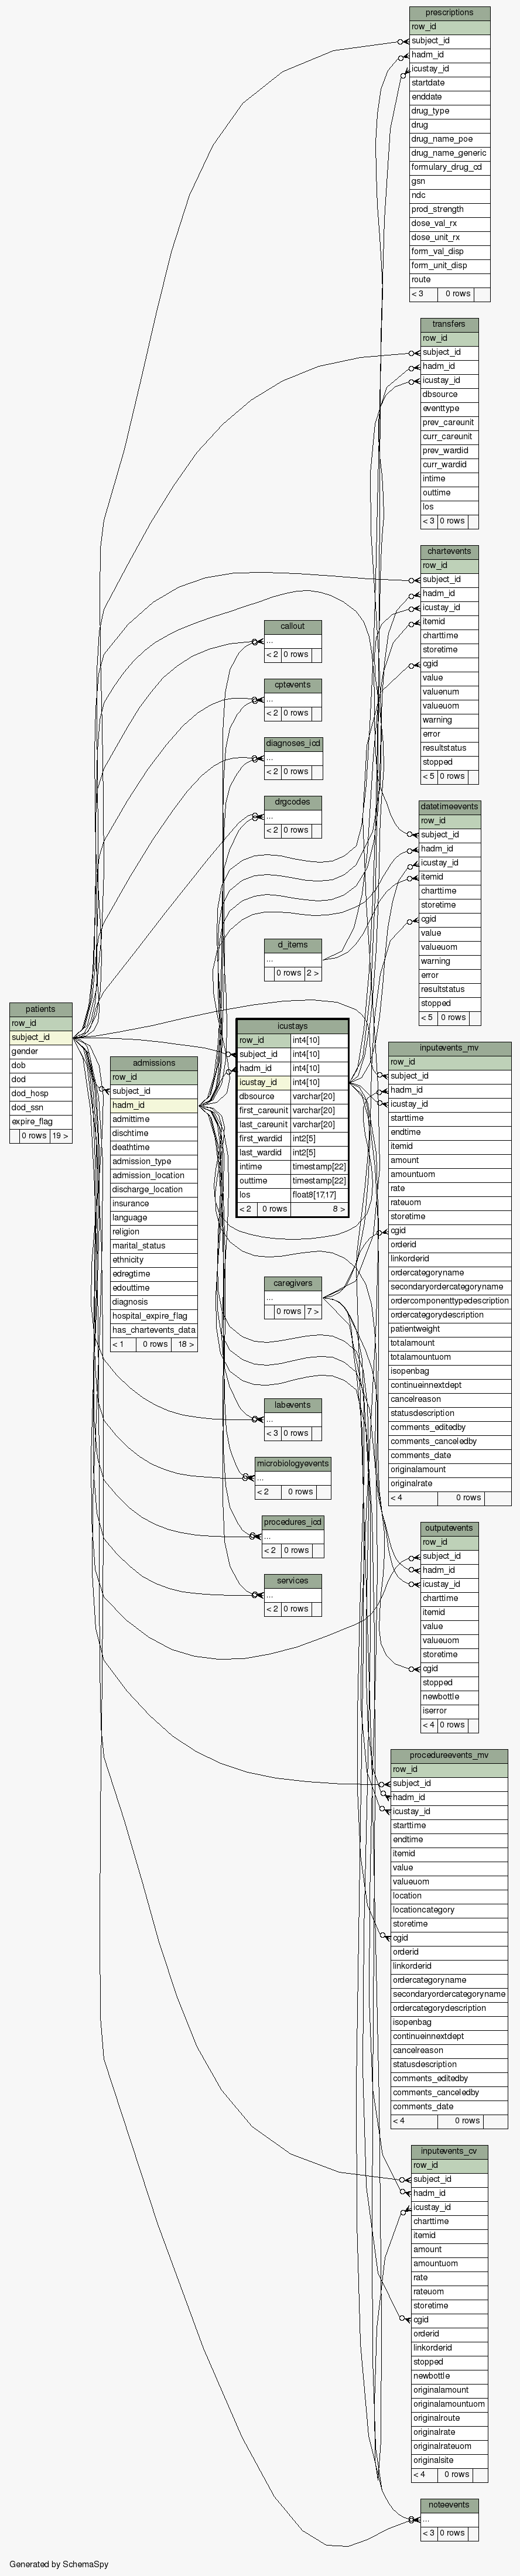 prescriptions
row_id
subject_id
hadm_id
icustay_id
startdate
enddate
drug_type
drug
drug_name_poe
drug_name_generic
formulary_drug_cd
gsn
ndc
prod_strength
dose_val_rx
dose_unit_rx
form_val_disp
form_unit_disp
route
< 3 0 rows
transfers
row_id
subject_id
hadm_id
icustay_id
dbsource
eventtype
prev_careunit
curr_careunit
prev_wardid
curr_wardid
intime
outtime
los
< 3 0 rows
chartevents
row_id
subject_id
hadm_id
icustay_id
itemid
charttime
storetime
cgid
value
valuenum
valueuom
warning
error
resultstatus
stopped
< 5 0 rows
callout
...
< 2 0 rows
cptevents
...
< 2 0 rows
diagnoses_icd
...
< 2 0 rows
drgcodes
...
< 2 0 rows
datetimeevents
row_id
subject_id
hadm_id
icustay_id
itemid
charttime
storetime
cgid
value
valueuom
warning
error
resultstatus
stopped
< 5 0 rows
d_items
...
0 rows 2 >
patients
row_id
subject_id
gender
dob
dod
dod_hosp
dod_ssn
expire_flag
0 rows 19 >
admissions
row_id
subject_id
hadm_id
admittime
dischtime
deathtime
admission_type
admission_location
discharge_location
insurance
language
religion
marital_status
ethnicity
edregtime
edouttime
diagnosis
hospital_expire_flag
has_chartevents_data
< 1 0 rows 18 >
icustays
row_id int4[10]
subject_id int4[10]
hadm_id int4[10]
icustay_id int4[10]
dbsource varchar[20]
first_careunit varchar[20]
last_careunit varchar[20]
first_wardid int2[5]
last_wardid int2[5]
intime timestamp[22]
outtime timestamp[22]
los float8[17,17]
< 2 0 rows 8 >
inputevents_mv
row_id
subject_id
hadm_id
icustay_id
starttime
endtime
itemid
amount
amountuom
rate
rateuom
storetime
cgid
orderid
linkorderid
ordercategoryname
secondaryordercategoryname
ordercomponenttypedescription
ordercategorydescription
patientweight
totalamount
totalamountuom
isopenbag
continueinnextdept
cancelreason
statusdescription
comments_editedby
comments_canceledby
comments_date
originalamount
originalrate
< 4 0 rows
caregivers
...
0 rows 7 >
labevents
...
< 3 0 rows
microbiologyevents
...
< 2 0 rows
procedures_icd
...
< 2 0 rows
services
...
< 2 0 rows
outputevents
row_id
subject_id
hadm_id
icustay_id
charttime
itemid
value
valueuom
storetime
cgid
stopped
newbottle
iserror
< 4 0 rows
procedureevents_mv
row_id
subject_id
hadm_id
icustay_id
starttime
endtime
itemid
value
valueuom
location
locationcategory
storetime
cgid
orderid
linkorderid
ordercategoryname
secondaryordercategoryname
ordercategorydescription
isopenbag
continueinnextdept
cancelreason
statusdescription
comments_editedby
comments_canceledby
comments_date
< 4 0 rows
inputevents_cv
row_id
subject_id
hadm_id
icustay_id
charttime
itemid
amount
amountuom
rate
rateuom
storetime
cgid
orderid
linkorderid
stopped
newbottle
originalamount
originalamountuom
originalroute
originalrate
originalrateuom
originalsite
< 4 0 rows
noteevents
...
< 3 0 rows
Generated by SchemaSpy